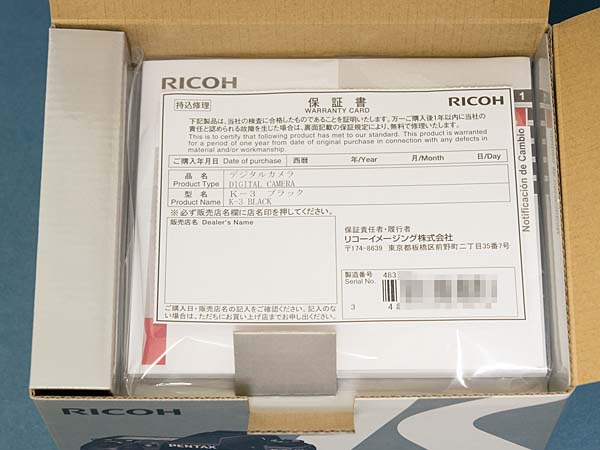 RICOH
持込修理
保証書
WARRANTY CARD
RICOH
下記製品は、当社の検査に合格したものであることを証明いたします。万一ご購入後1年以内に当社の
責任と認められる故障を生じた場合は、裏面記載の保証規定により、無料で修理いたします。
This is to certify that following product has met to our standard. This product is warranted
for a period of one year from date of original purchase in connection with any defects in
material and/or workmanship.
ご購入年月日 Date of purchase 西暦 年/Year 月/Month 日/Day
品名 デジタルカメラ
Product Type DIGITAL CAMERA
型名 K-3 ブラック
Product Name K-3 BLACK
※必ず販売店名欄に店名印を押してください。
販売店名 Dealer's Name
保証責任者・履行者
リコーイメージング株式会社
〒174-8639 東京都板橋区前野町二丁目35番7号
製造番号
Serial No.
483
3 4
ご購入日・販売店名の記入をご確認ください。記入のな
い場合は、ただちにお買い上げ店までお申し出ください。
1
Notificación de Cambio
RICOH
PENTAX